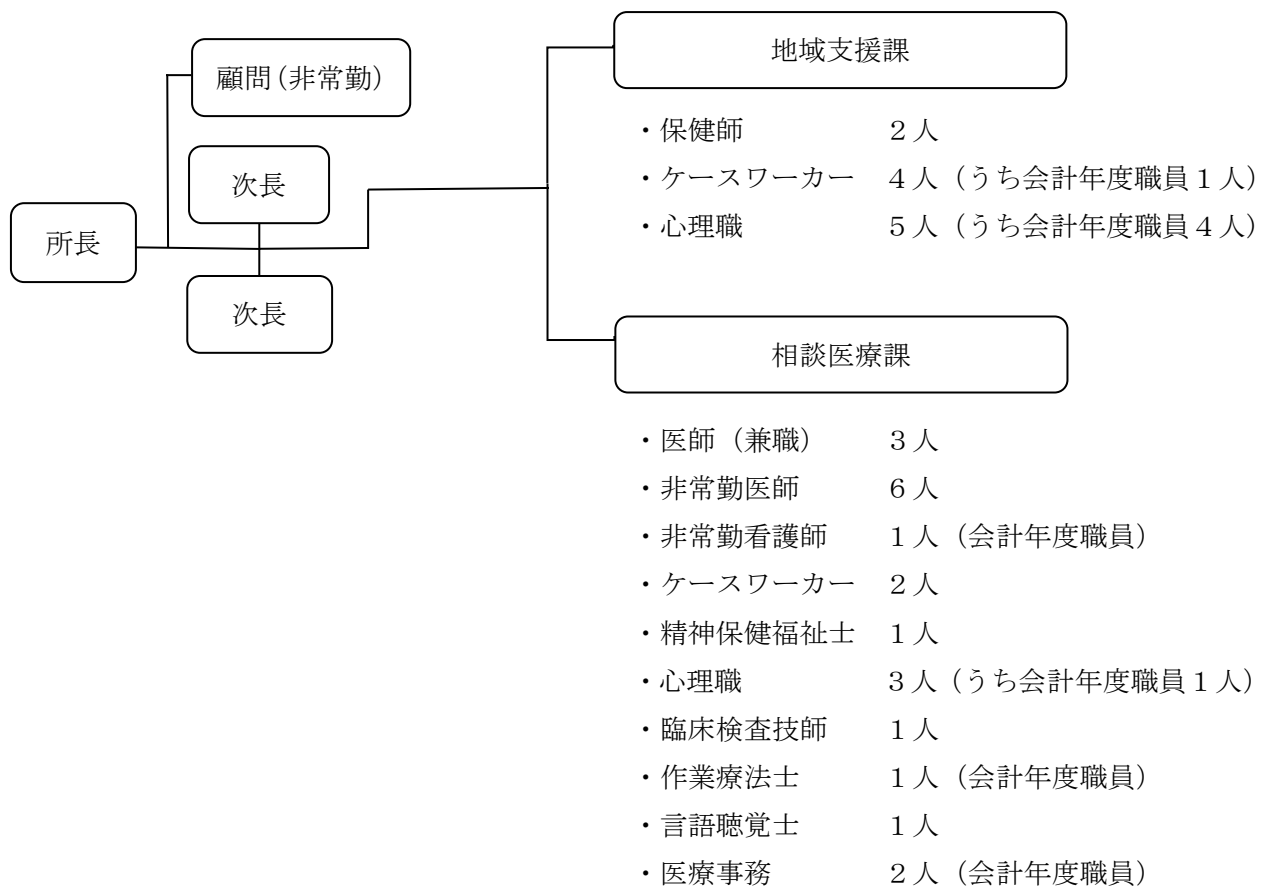 顧問(非常勤)
次長
所長
次長
地域支援課
・保健師 2人
・ケースワーカー 4人（うち会計年度職員1人）
・心理職 5人（うち会計年度職員4人）
相談医療課
・医師（兼職） 3人
・非常勤医師 6人
・非常勤看護師 1人（会計年度職員）
・ケースワーカー 2人
・精神保健福祉士 1人
・心理職 3人（うち会計年度職員1人）
・臨床検査技師 1人
・作業療法士 1人（会計年度職員）
・言語聴覚士 1人
・医療事務 2人（会計年度職員）